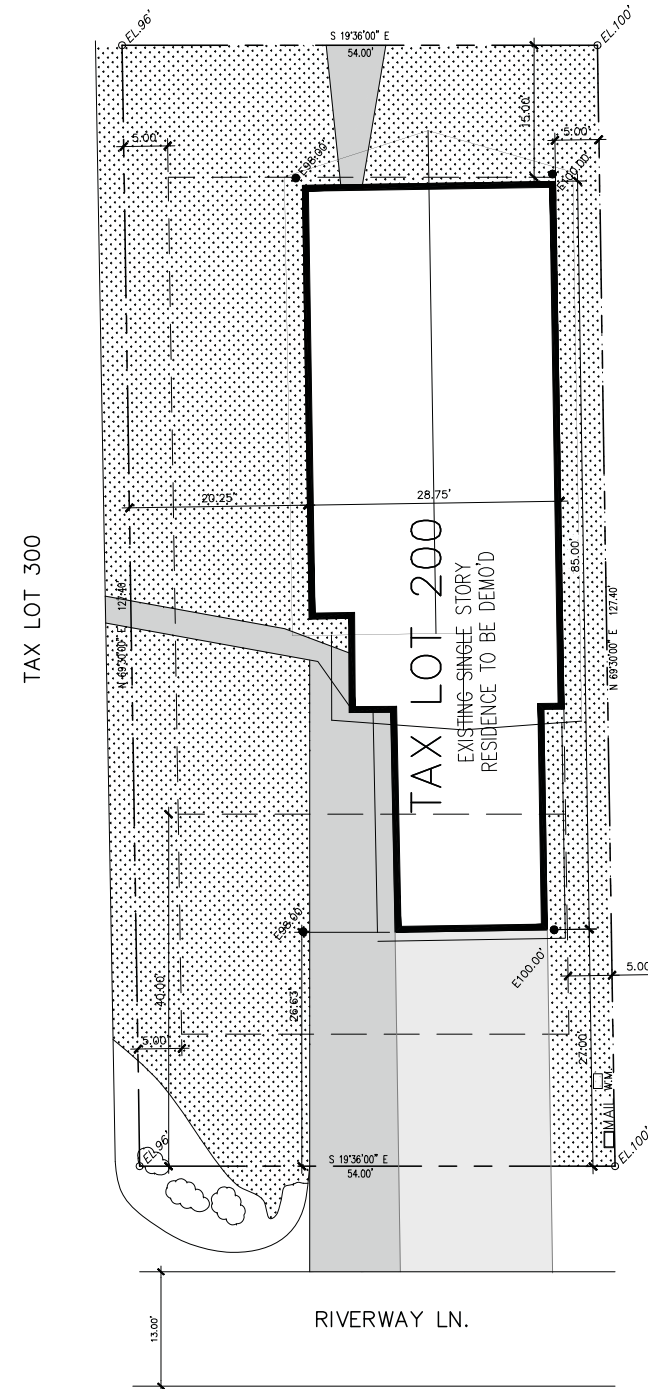 EL.96'
S 19°36'00" E
54.00'
EL.100'
5.00'
15.00'
5.00'
E98.00'
E100.00'
20.25'
28.75'
TAX LOT 300
N 69°30'00" E 127.40'
TAX LOT 200
EXISTING SINGLE STORY
RESIDENCE TO BE DEMO'D
85.00'
N 69°30'00" E 127.40'
E98.00'
E100.00'
40.00'
26.63'
5.00
27.00'
5.00
5.00
W.M.
MAIL
EL.96'
S 19°36'00" E
54.00'
EL.100'
13.00'
RIVERWAY LN.